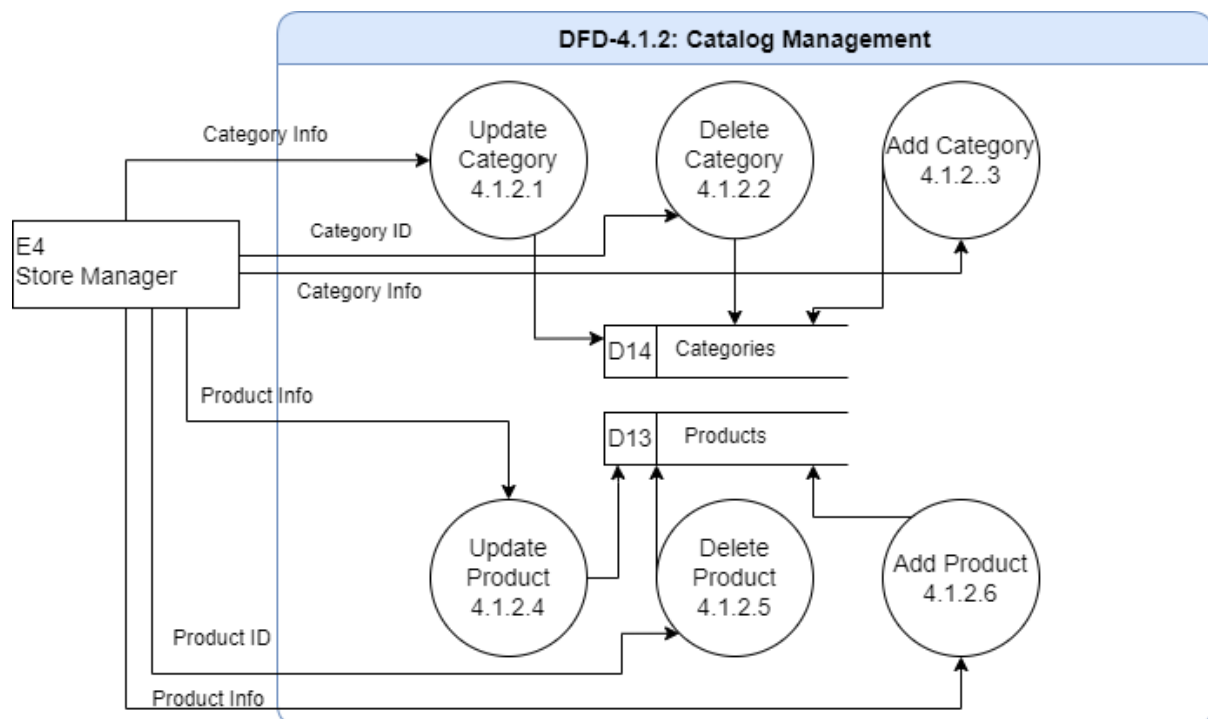 DFD-4.1.2: Catalog Management
Category Info
Update
Category
4.1.2.1
Delete
Category
4.1.2.2
Add Category
4.1.2..3
E4
Store Manager
Category ID
Category Info
D14
Categories
Product Info
D13
Products
Update
Product
4.1.2.4
Delete
Product
4.1.2.5
Add Product
4.1.2.6
Product ID
Product Info